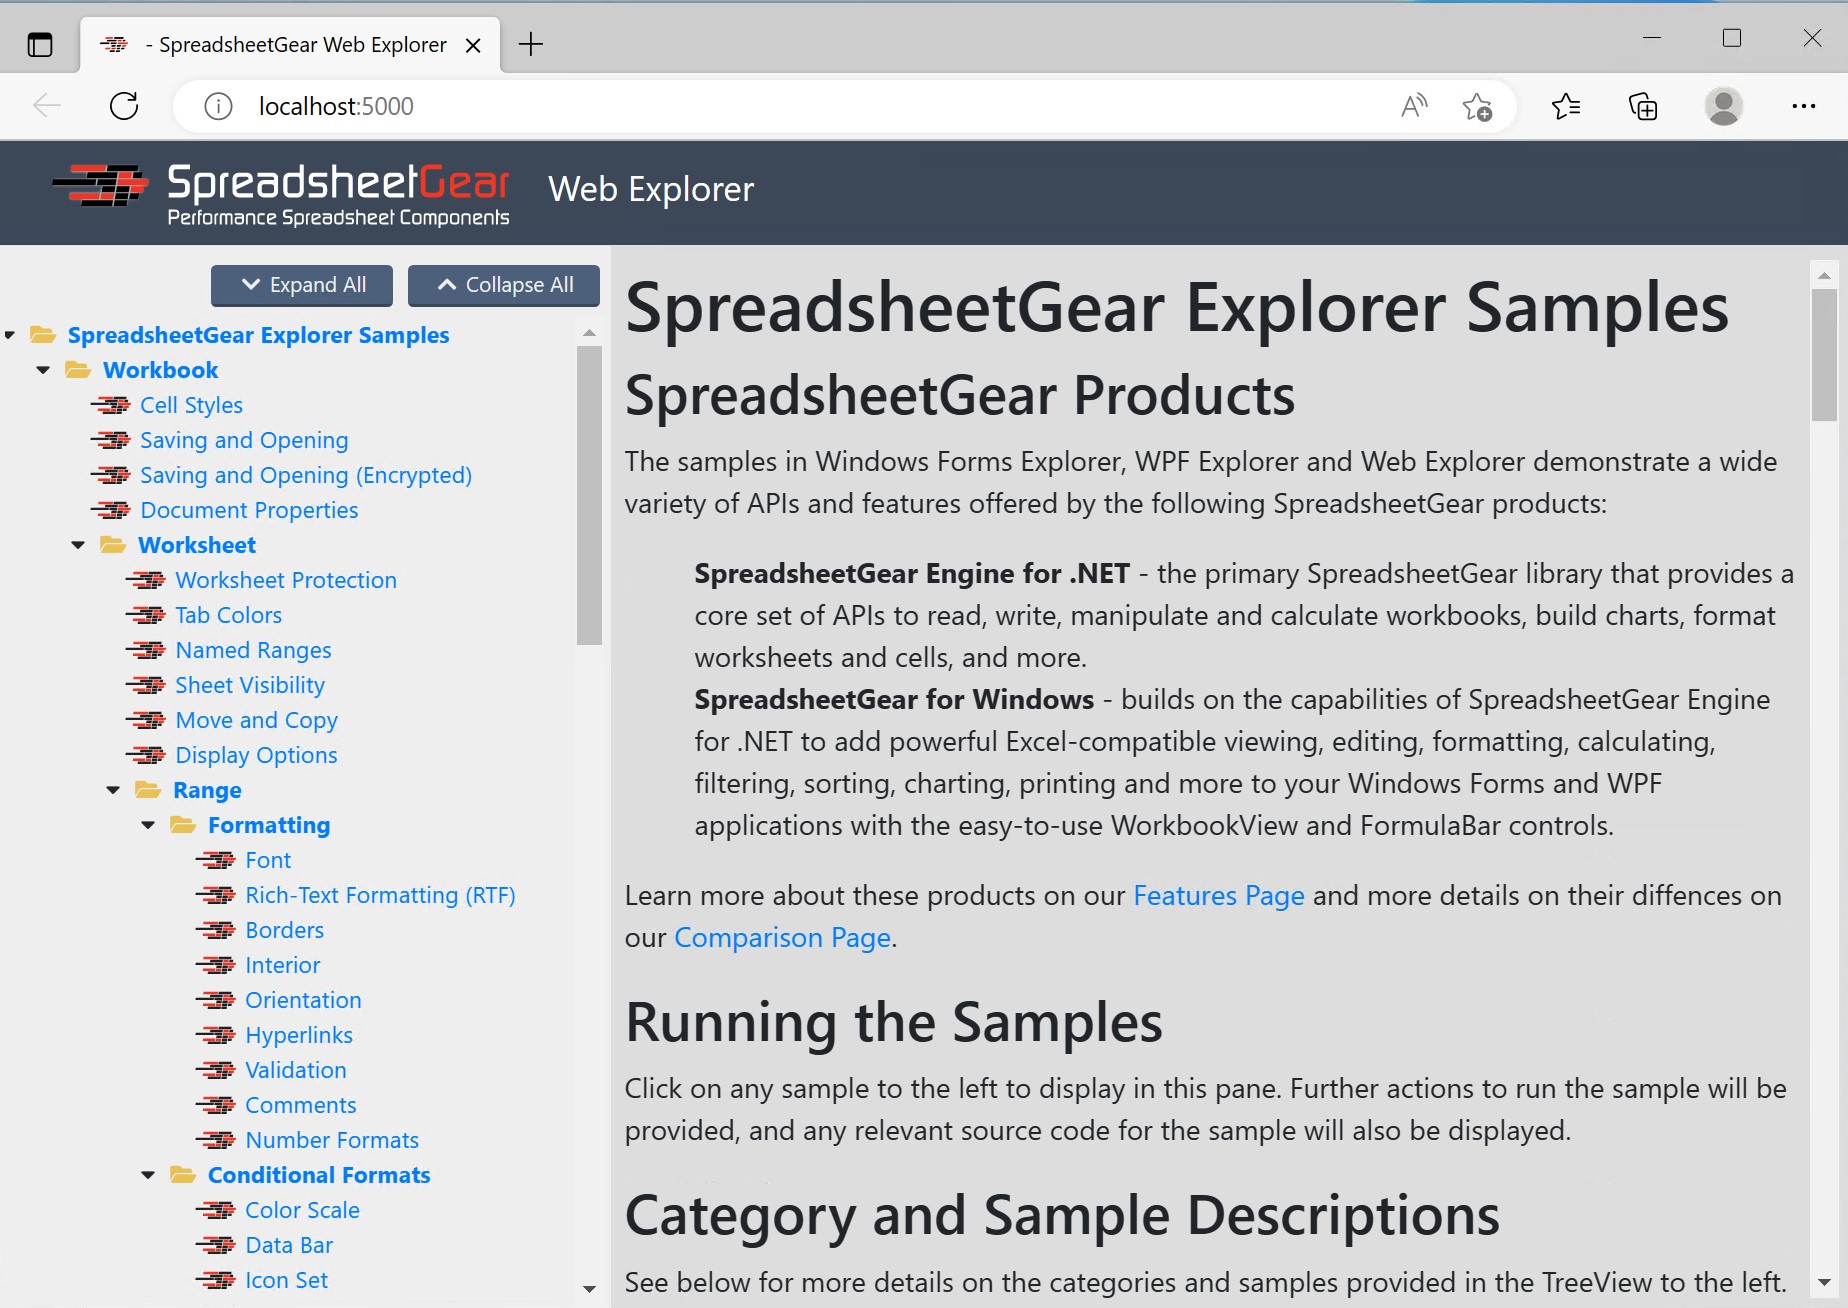 - SpreadsheetGear Web Explorer
localhost:5000
SpreadsheetGear
Performance Spreadsheet Components
Web Explorer
Expand All
Collapse All
SpreadsheetGear Explorer Samples
Workbook
Cell Styles
Saving and Opening
Saving and Opening (Encrypted)
Document Properties
Worksheet
Worksheet Protection
Tab Colors
Named Ranges
Sheet Visibility
Move and Copy
Display Options
Range
Formatting
Font
Rich-Text Formatting (RTF)
Borders
Interior
Orientation
Hyperlinks
Validation
Comments
Number Formats
Conditional Formats
Color Scale
Data Bar
Icon Set
SpreadsheetGear Explorer Samples
SpreadsheetGear Products
The samples in Windows Forms Explorer, WPF Explorer and Web Explorer demonstrate a wide
variety of APIs and features offered by the following SpreadsheetGear products:
SpreadsheetGear Engine for .NET - the primary SpreadsheetGear library that provides a
core set of APIs to read, write, manipulate and calculate workbooks, build charts, format
worksheets and cells, and more.
SpreadsheetGear for Windows - builds on the capabilities of SpreadsheetGear Engine
for .NET to add powerful Excel-compatible viewing, editing, formatting, calculating,
filtering, sorting, charting, printing and more to your Windows Forms and WPF
applications with the easy-to-use WorkbookView and FormulaBar controls.
Learn more about these products on our Features Page and more details on their diffences on
our Comparison Page.
Running the Samples
Click on any sample to the left to display in this pane. Further actions to run the sample will be
provided, and any relevant source code for the sample will also be displayed.
Category and Sample Descriptions
See below for more details on the categories and samples provided in the TreeView to the left.